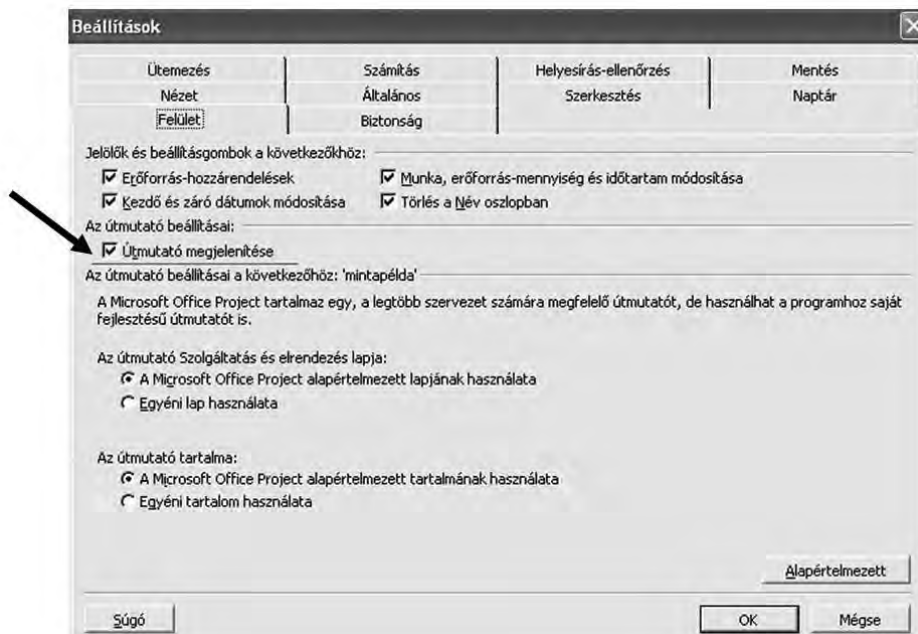 Beállítások
Ütemezés Számítás Helyesírás-ellenőrzés Mentés
Nézet Általános Szerkesztés Naptár
Felület Biztonság
Jelölők és beállításgombok a következőkhöz:
Erőforrás-hozzárendelések Munka, erőforrás-mennyiség és időtartam módosítása
Kezdő és záró dátumok módosítása Törlés a Név oszlopban
Az útmutató beállításai:
Útmutató megjelenítése
Az útmutató beállításai a következőhöz: 'mintapélda'
A Microsoft Office Project tartalmaz egy, a legtöbb szervezet számára megfelelő útmutatót, de használhat a programhoz saját
fejlesztésű útmutatót is.
Az útmutató Szolgáltatás és elrendezés lapja:
A Microsoft Office Project alapértelmezett lapjának használata
Egyéni lap használata
Az útmutató tartalma:
A Microsoft Office Project alapértelmezett tartalmának használata
Egyéni tartalom használata
Alapértelmezett
Súgó OK Mégse